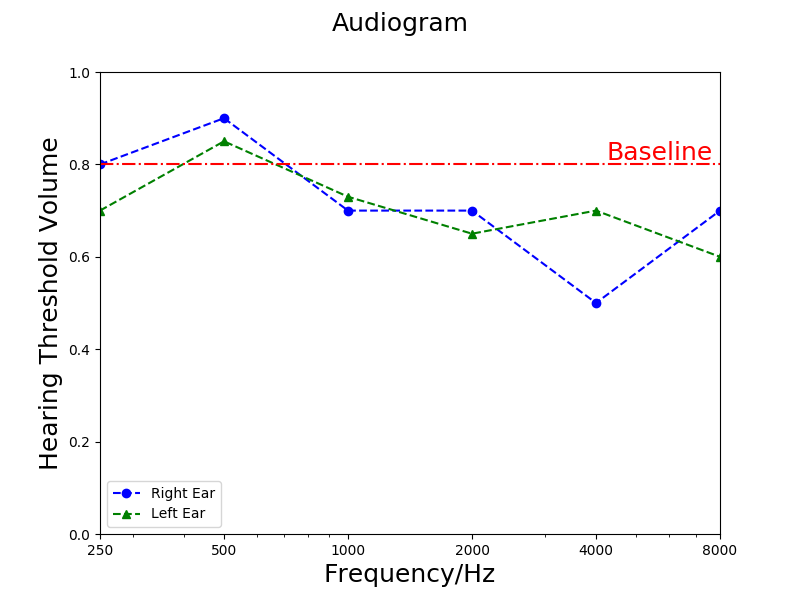 Audiogram
Hearing Threshold Volume
1.0
0.8
0.6
0.4
0.2
0.0
Baseline
Right Ear
Left Ear
250
500
1000
2000
4000
8000
Frequency/Hz